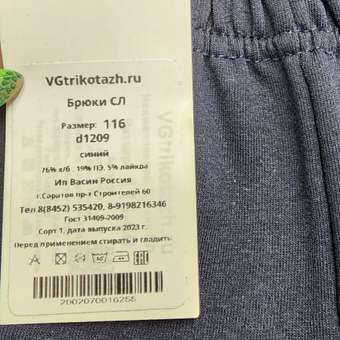 VGtrikotazh.ru
Брюки СЛ
Размер: 116
d1209
синий
76% х/б 19% ПЭ, 5% лайкра
Ип Васин Россия
г.Саратов пр-т Строителей 60
Тел 8(8452) 535420, 8-9198216346
Гост 31409-2009
Сорт 1, дата выпуска 2023 г.
Перед применением стирать и гладить
EAC
2002070016255